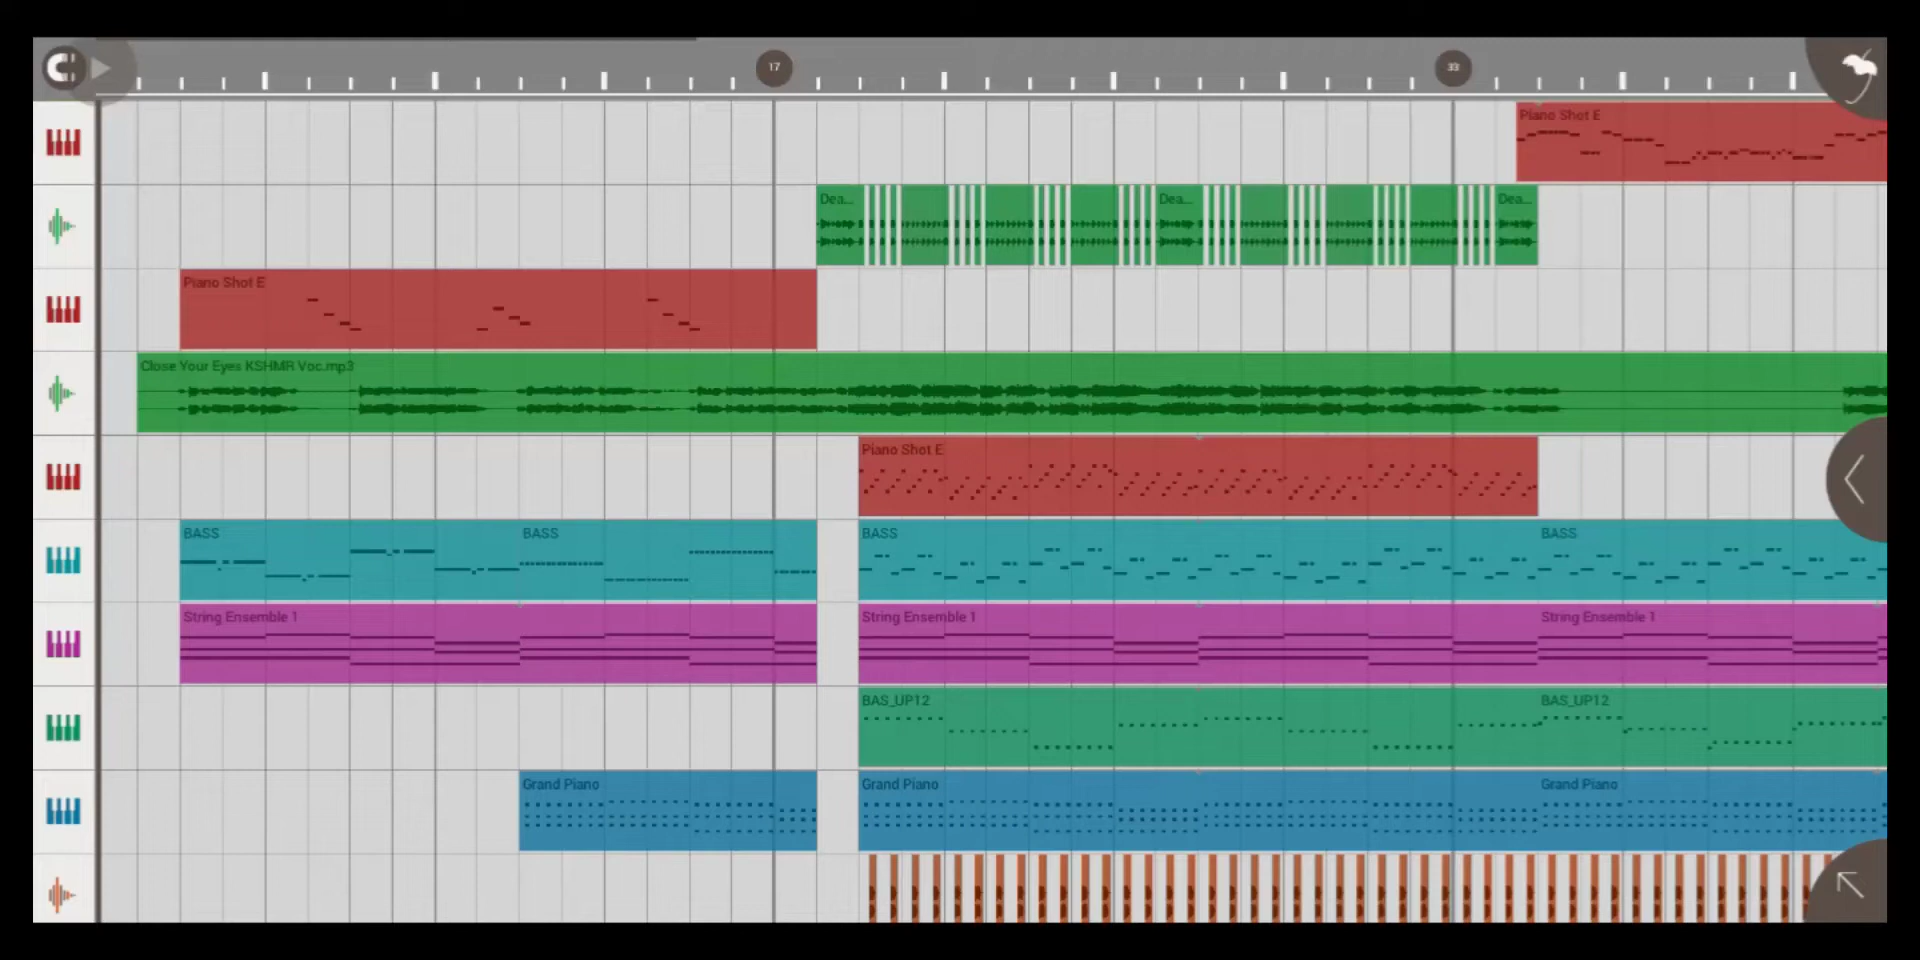 17
33
Piano Shot E
Dea...
Dea...
Dea...
Piano Shot E
Close Your Eyes KSHMR Voc.mp3
Piano Shot E
BASS
BASS
BASS
BASS
String Ensemble 1
String Ensemble 1
String Ensemble 1
BAS_UP12
BAS_UP12
Grand Piano
Grand Piano
Grand Piano